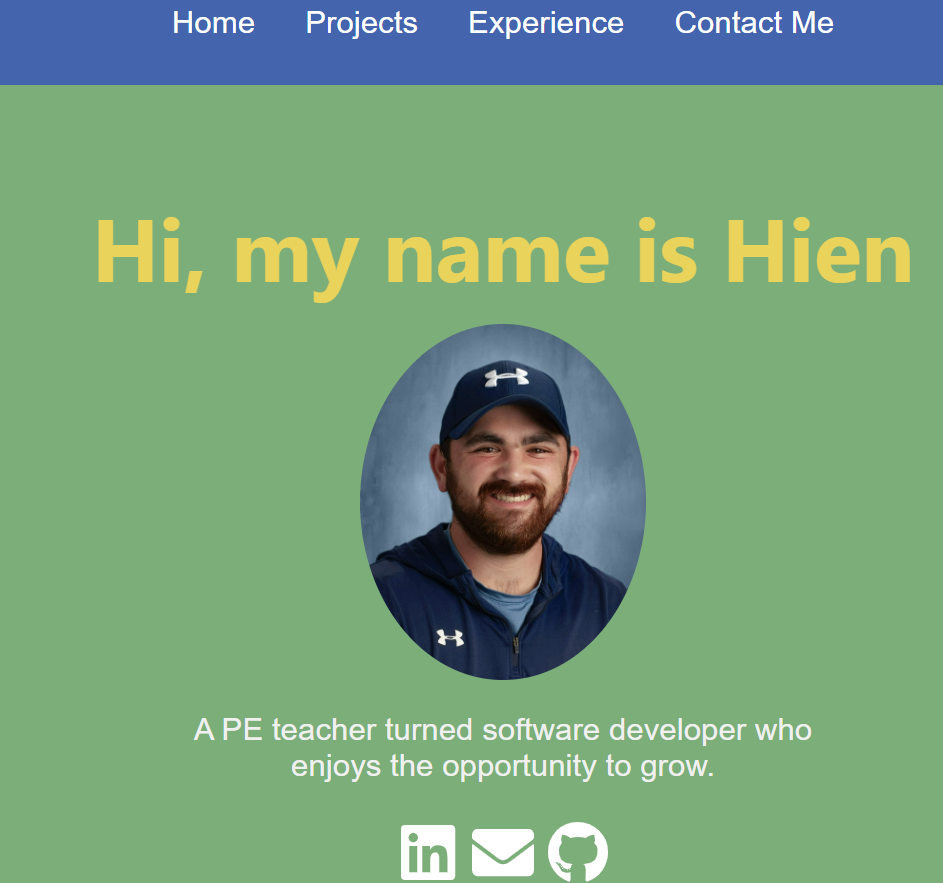 Home Projects Experience Contact Me
Hi, my name is Hien
A PE teacher turned software developer who
enjoys the opportunity to grow.
in